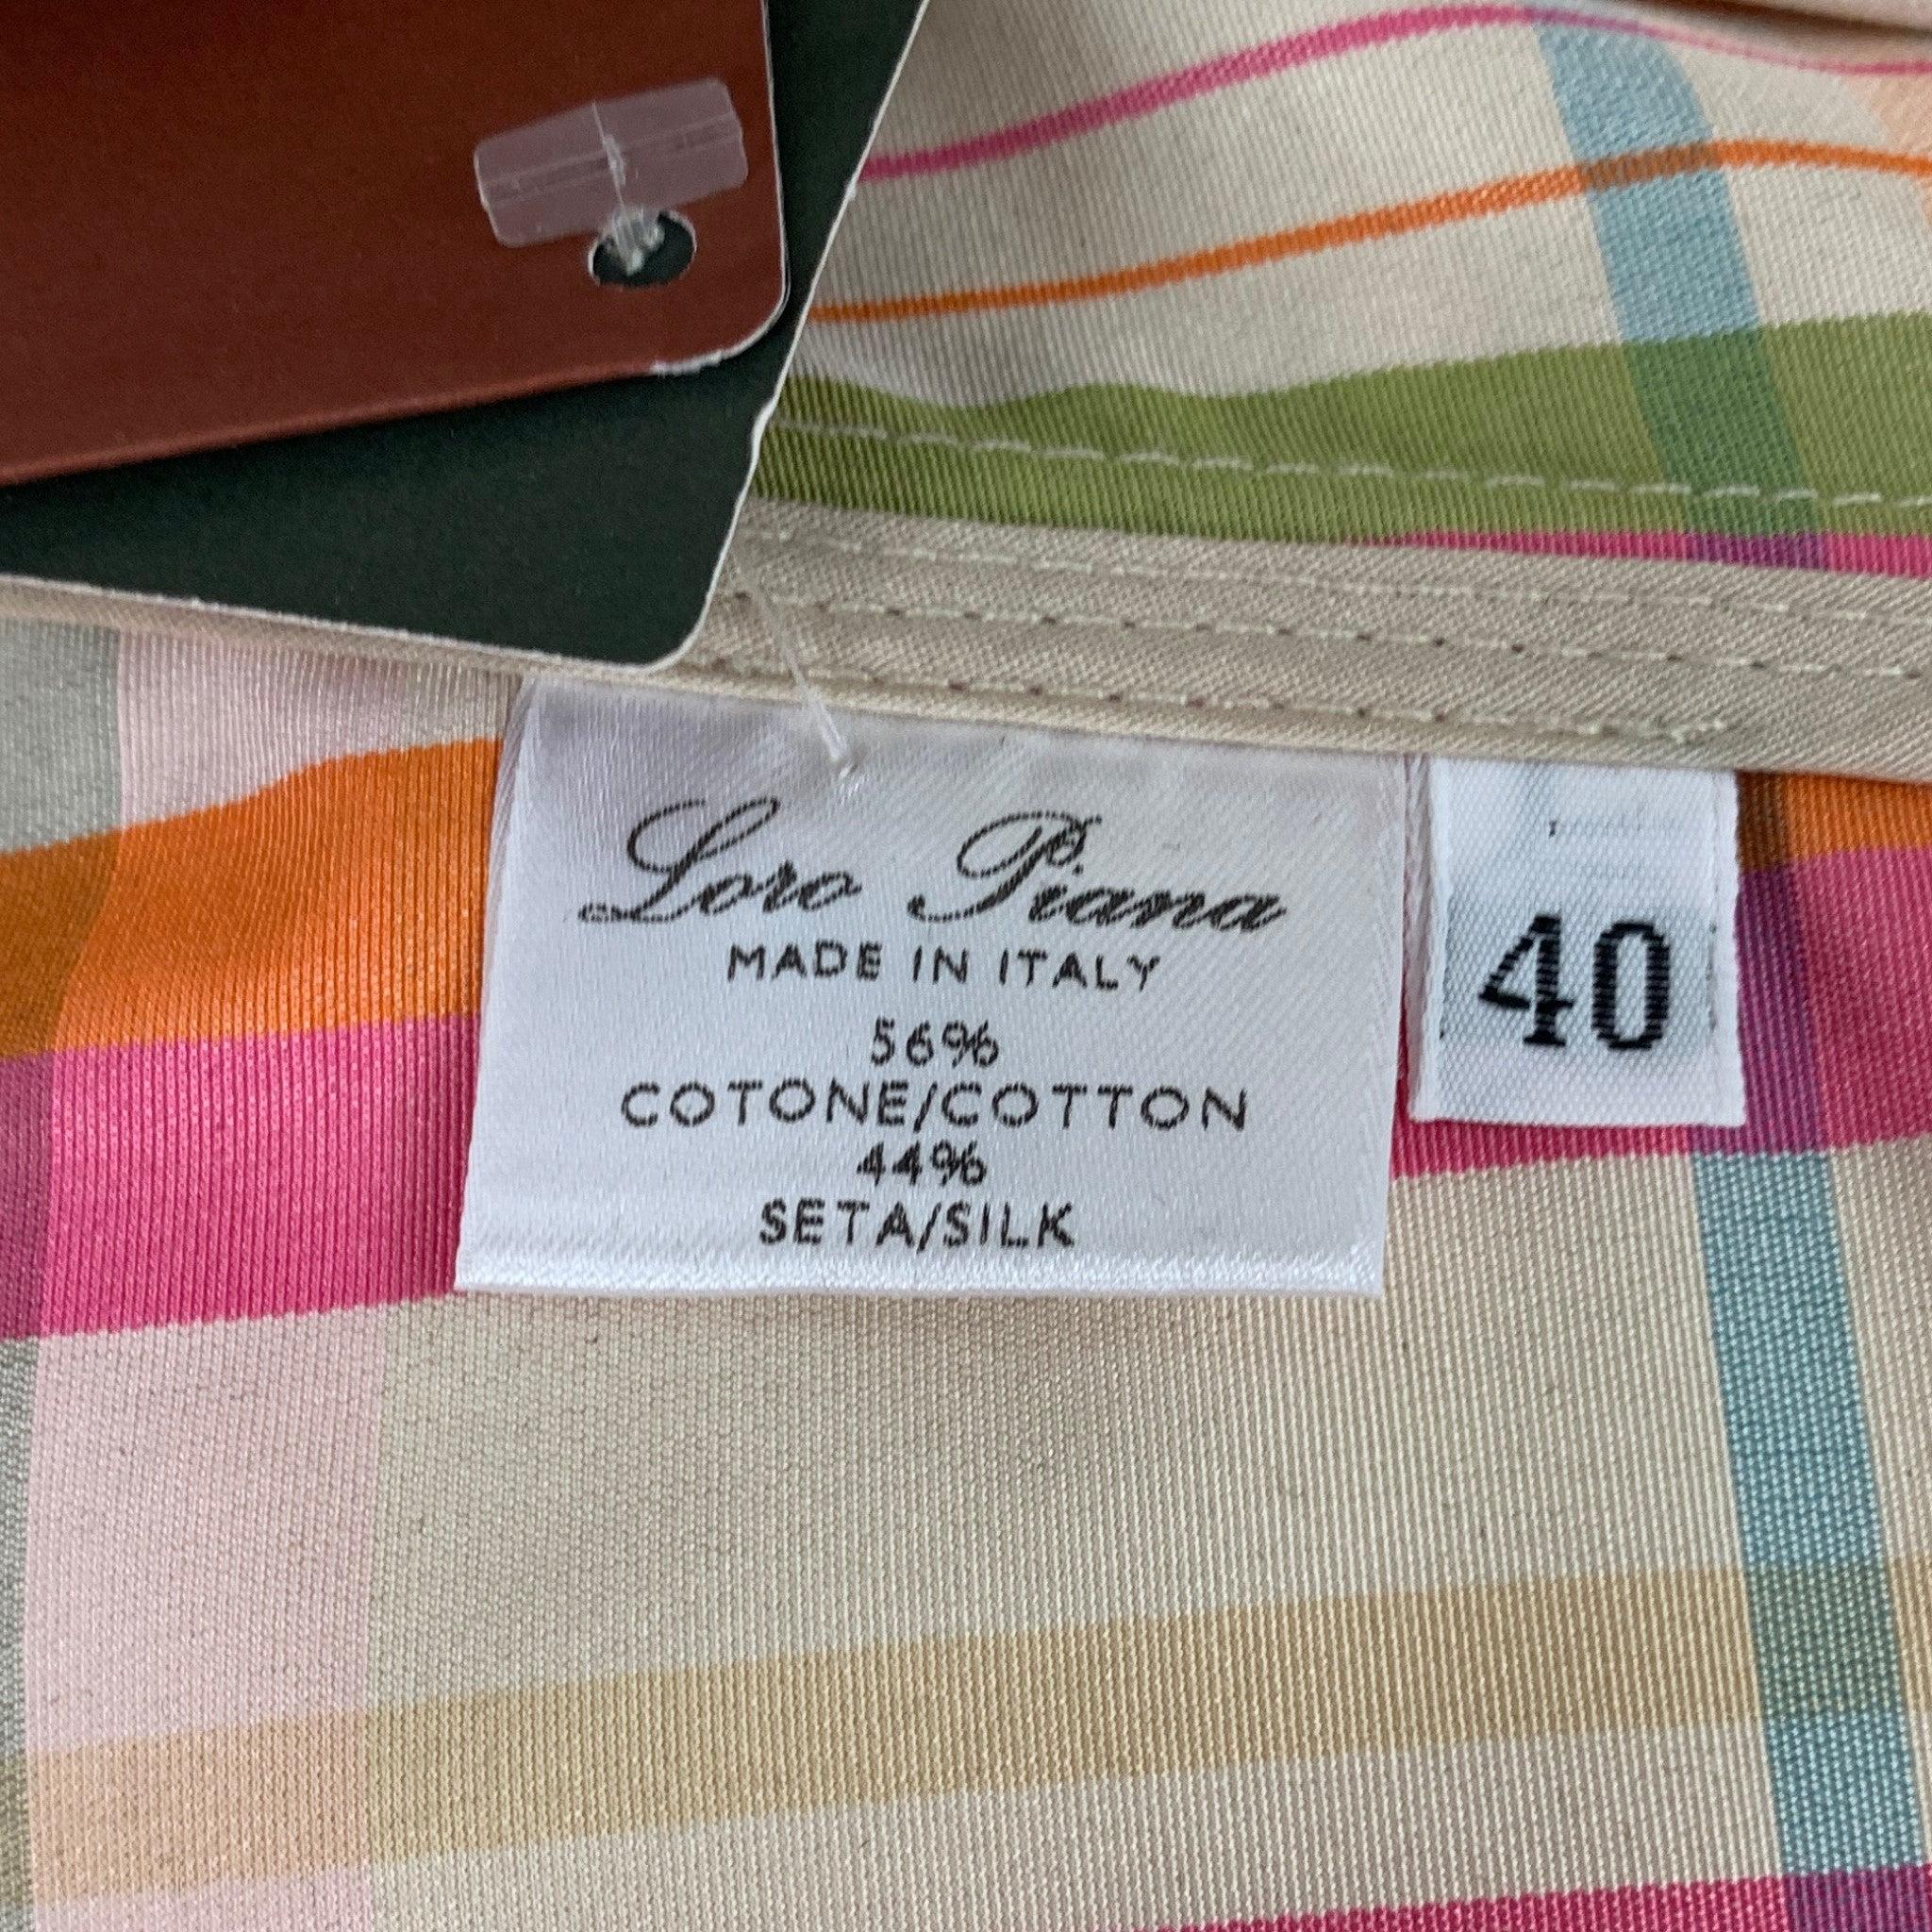 Loro Piana
MADE IN ITALY
56%
COTONE/COTTON
44%
SETA/SILK
40